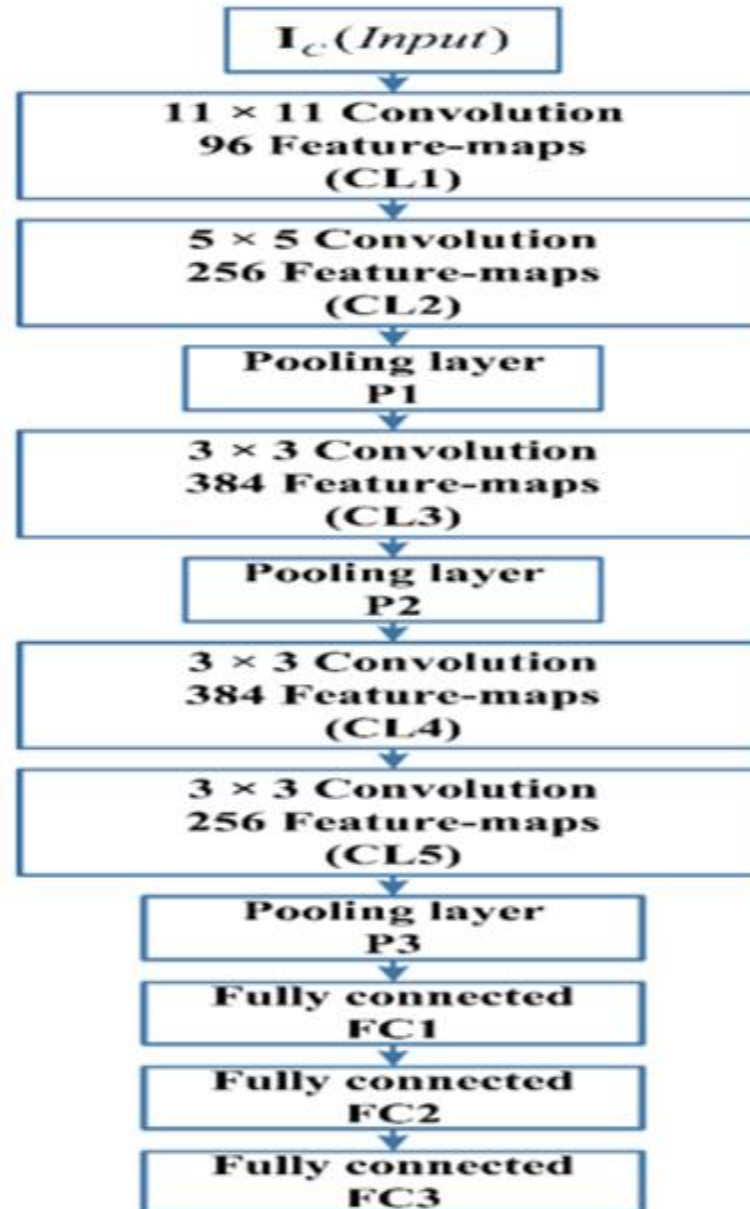 I_C (Input)
11 × 11 Convolution
96 Feature-maps
(CL1)
5 × 5 Convolution
256 Feature-maps
(CL2)
Pooling layer
P1
3 × 3 Convolution
384 Feature-maps
(CL3)
Pooling layer
P2
3 × 3 Convolution
384 Feature-maps
(CL4)
3 × 3 Convolution
256 Feature-maps
(CL5)
Pooling layer
P3
Fully connected
FC1
Fully connected
FC2
Fully connected
FC3